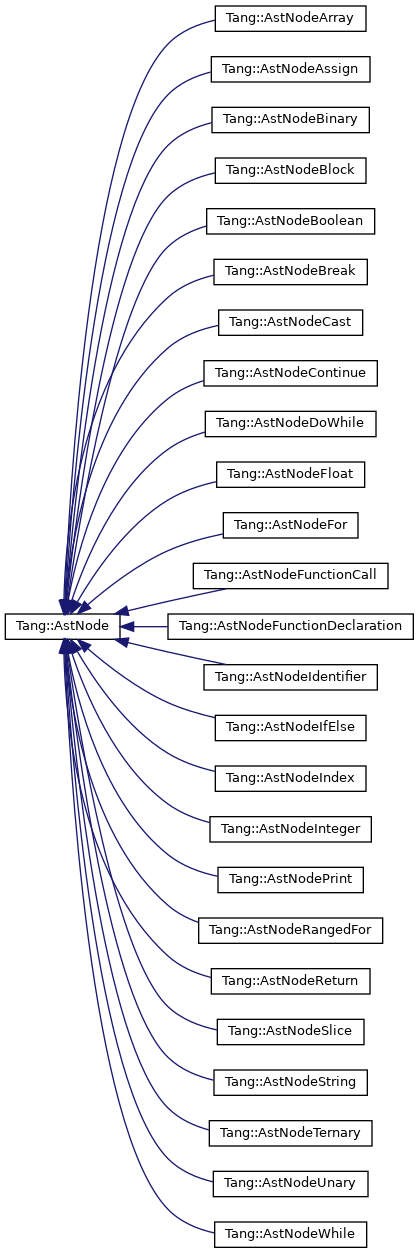 Tang::AstNodeArray
Tang::AstNodeAssign
Tang::AstNodeBinary
Tang::AstNodeBlock
Tang::AstNodeBoolean
Tang::AstNodeBreak
Tang::AstNodeCast
Tang::AstNodeContinue
Tang::AstNodeDoWhile
Tang::AstNodeFloat
Tang::AstNodeFor
Tang::AstNodeFunctionCall
Tang::AstNode
Tang::AstNodeFunctionDeclaration
Tang::AstNodeIdentifier
Tang::AstNodeIfElse
Tang::AstNodeIndex
Tang::AstNodeInteger
Tang::AstNodePrint
Tang::AstNodeRangedFor
Tang::AstNodeReturn
Tang::AstNodeSlice
Tang::AstNodeString
Tang::AstNodeTernary
Tang::AstNodeUnary
Tang::AstNodeWhile